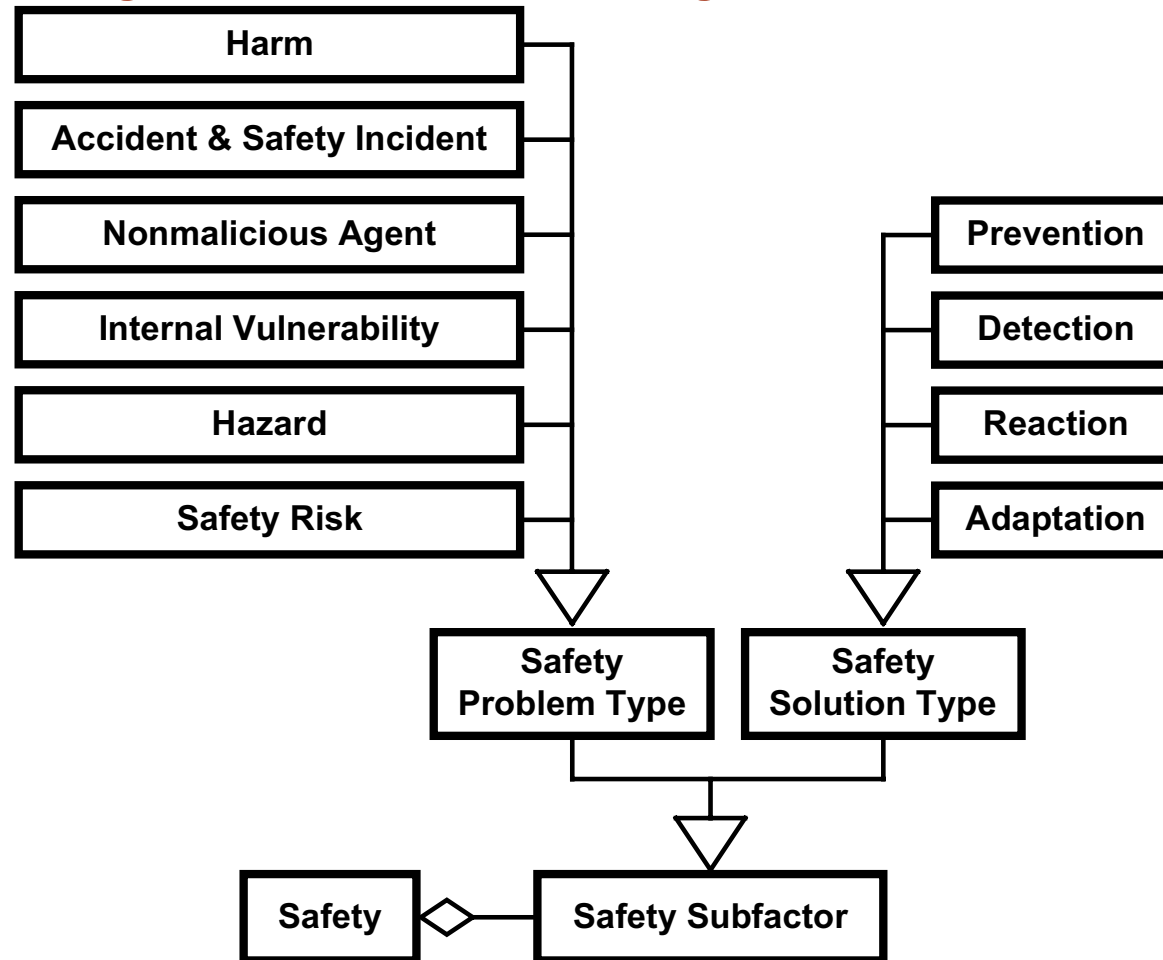 Harm
Accident & Safety Incident
Nonmalicious Agent
Internal Vulnerability
Hazard
Safety Risk
Prevention
Detection
Reaction
Adaptation
Safety
Problem Type
Safety
Solution Type
Safety
Safety Subfactor